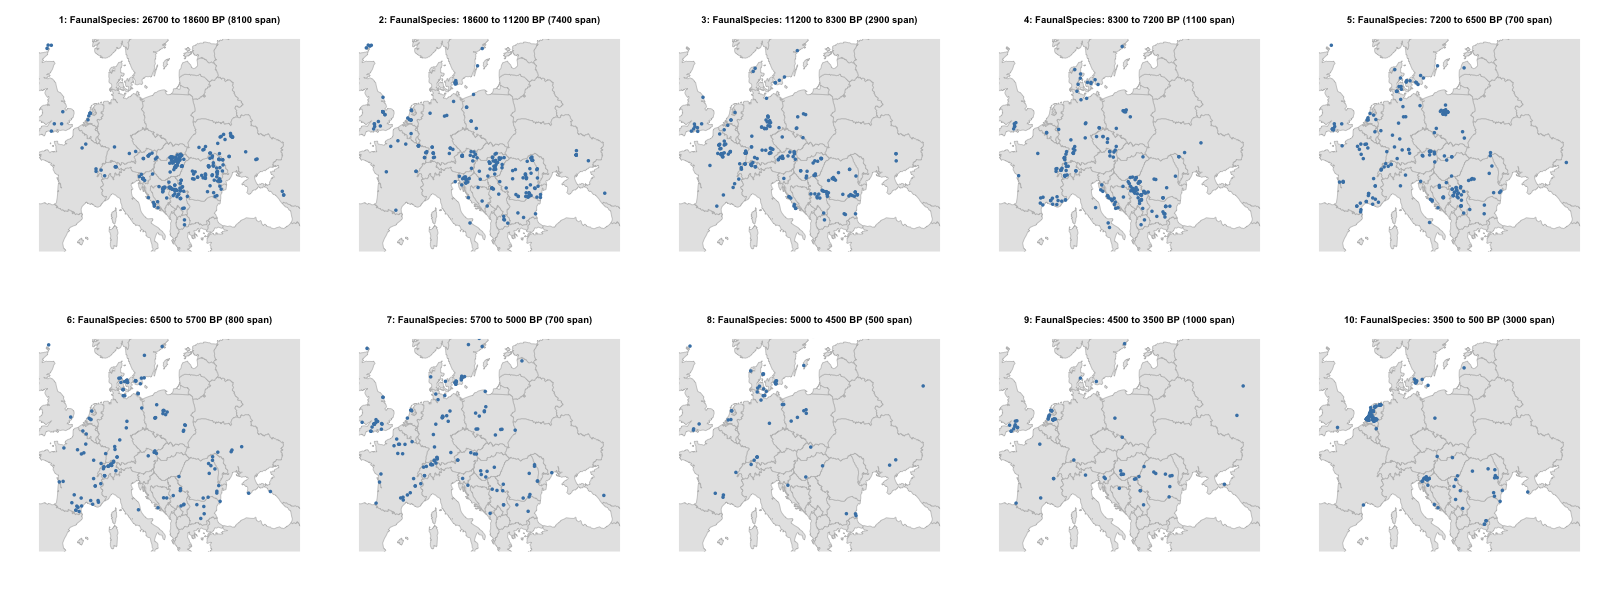 1: FaunalSpecies: 26700 to 18600 BP (8100 span)
2: FaunalSpecies: 18600 to 11200 BP (7400 span)
3: FaunalSpecies: 11200 to 8300 BP (2900 span)
4: FaunalSpecies: 8300 to 7200 BP (1100 span)
5: FaunalSpecies: 7200 to 6500 BP (700 span)
6: FaunalSpecies: 6500 to 5700 BP (800 span)
7: FaunalSpecies: 5700 to 5000 BP (700 span)
8: FaunalSpecies: 5000 to 4500 BP (500 span)
9: FaunalSpecies: 4500 to 3500 BP (1000 span)
10: FaunalSpecies: 3500 to 500 BP (3000 span)